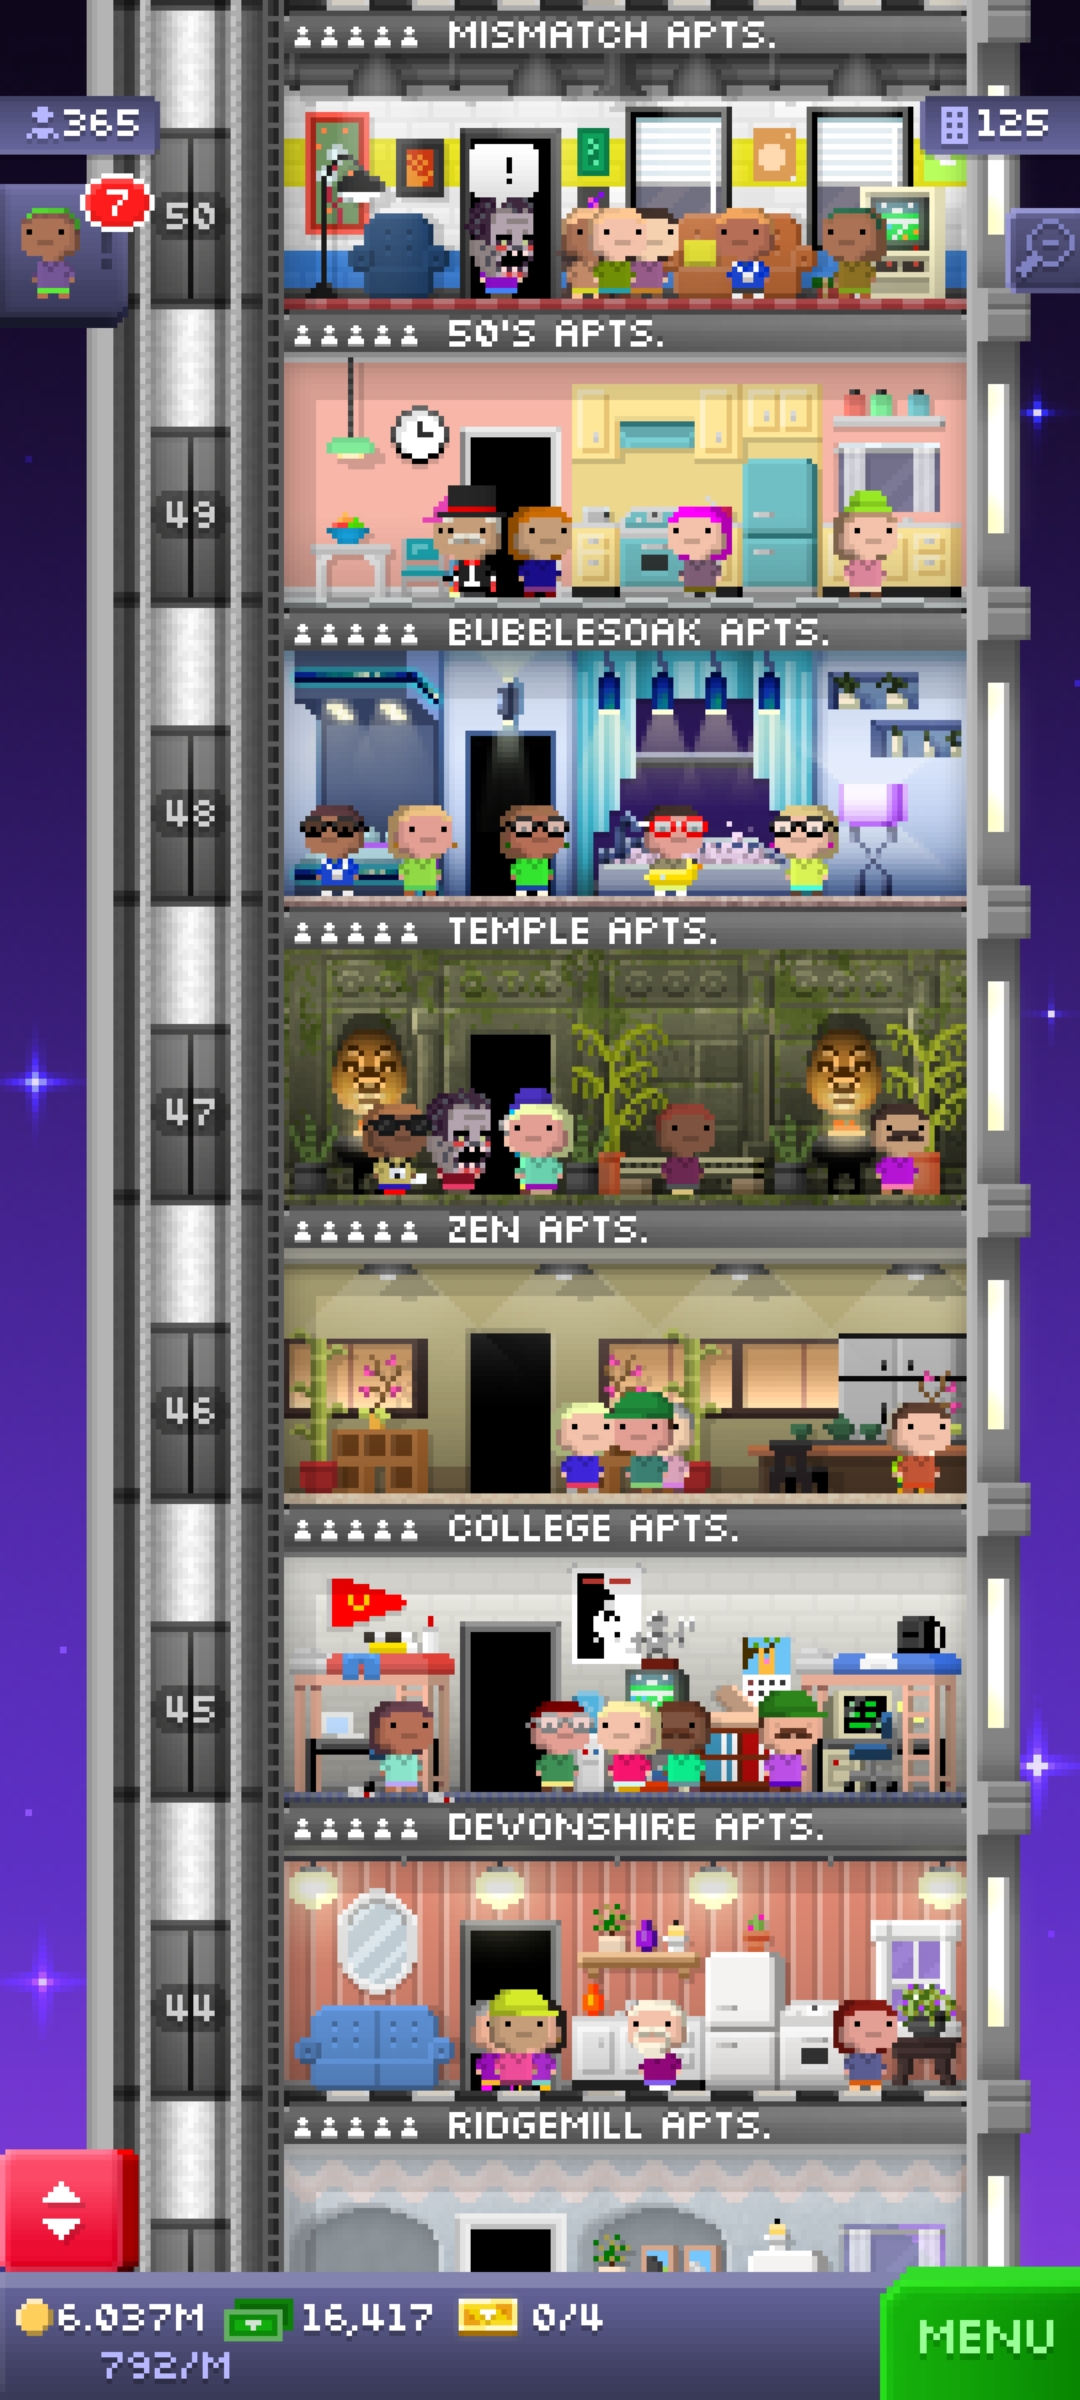 MISMATCH APTS.
365
125
!
7
50
50'S APTS.
49
BUBBLESOAK APTS.
48
TEMPLE APTS.
47
ZEN APTS.
46
COLLEGE APTS.
45
DEVONSHIRE APTS.
44
RIDGEMILL APTS.
6.037M 16,417 0/4
792/M
MENU